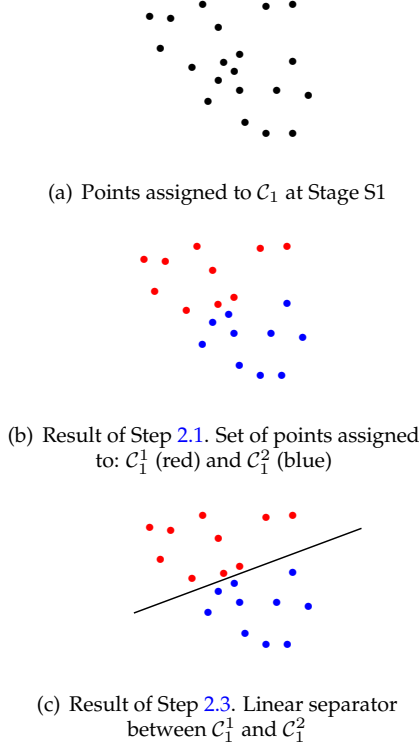 (a) Points assigned to 𝒞₁ at Stage S1
(b) Result of Step 2.1. Set of points assigned
to: 𝒞₁¹ (red) and 𝒞₁² (blue)
(c) Result of Step 2.3. Linear separator
between 𝒞₁¹ and 𝒞₁²